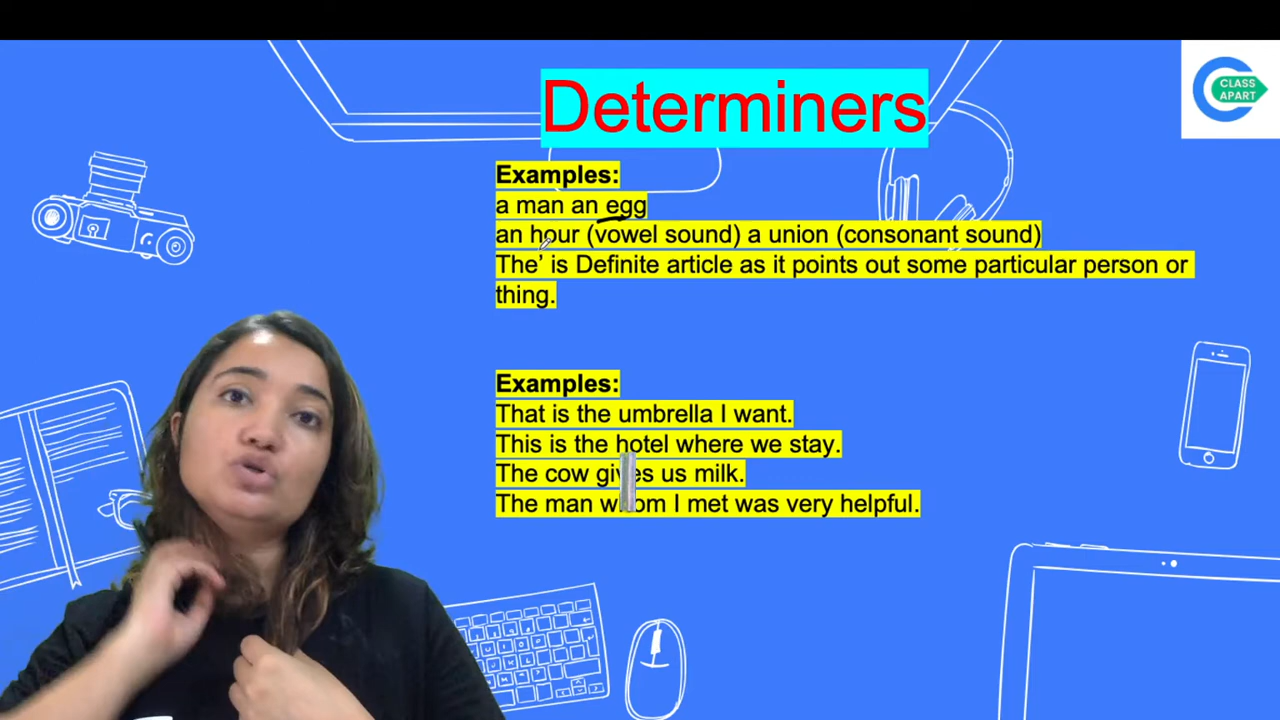 Determiners
CLASS
APART
Examples:
a man an egg
an hour (vowel sound) a union (consonant sound)
The’ is Definite article as it points out some particular person or
thing.
Examples:
That is the umbrella I want.
This is the hotel where we stay.
The cow gives us milk.
The man whom I met was very helpful.